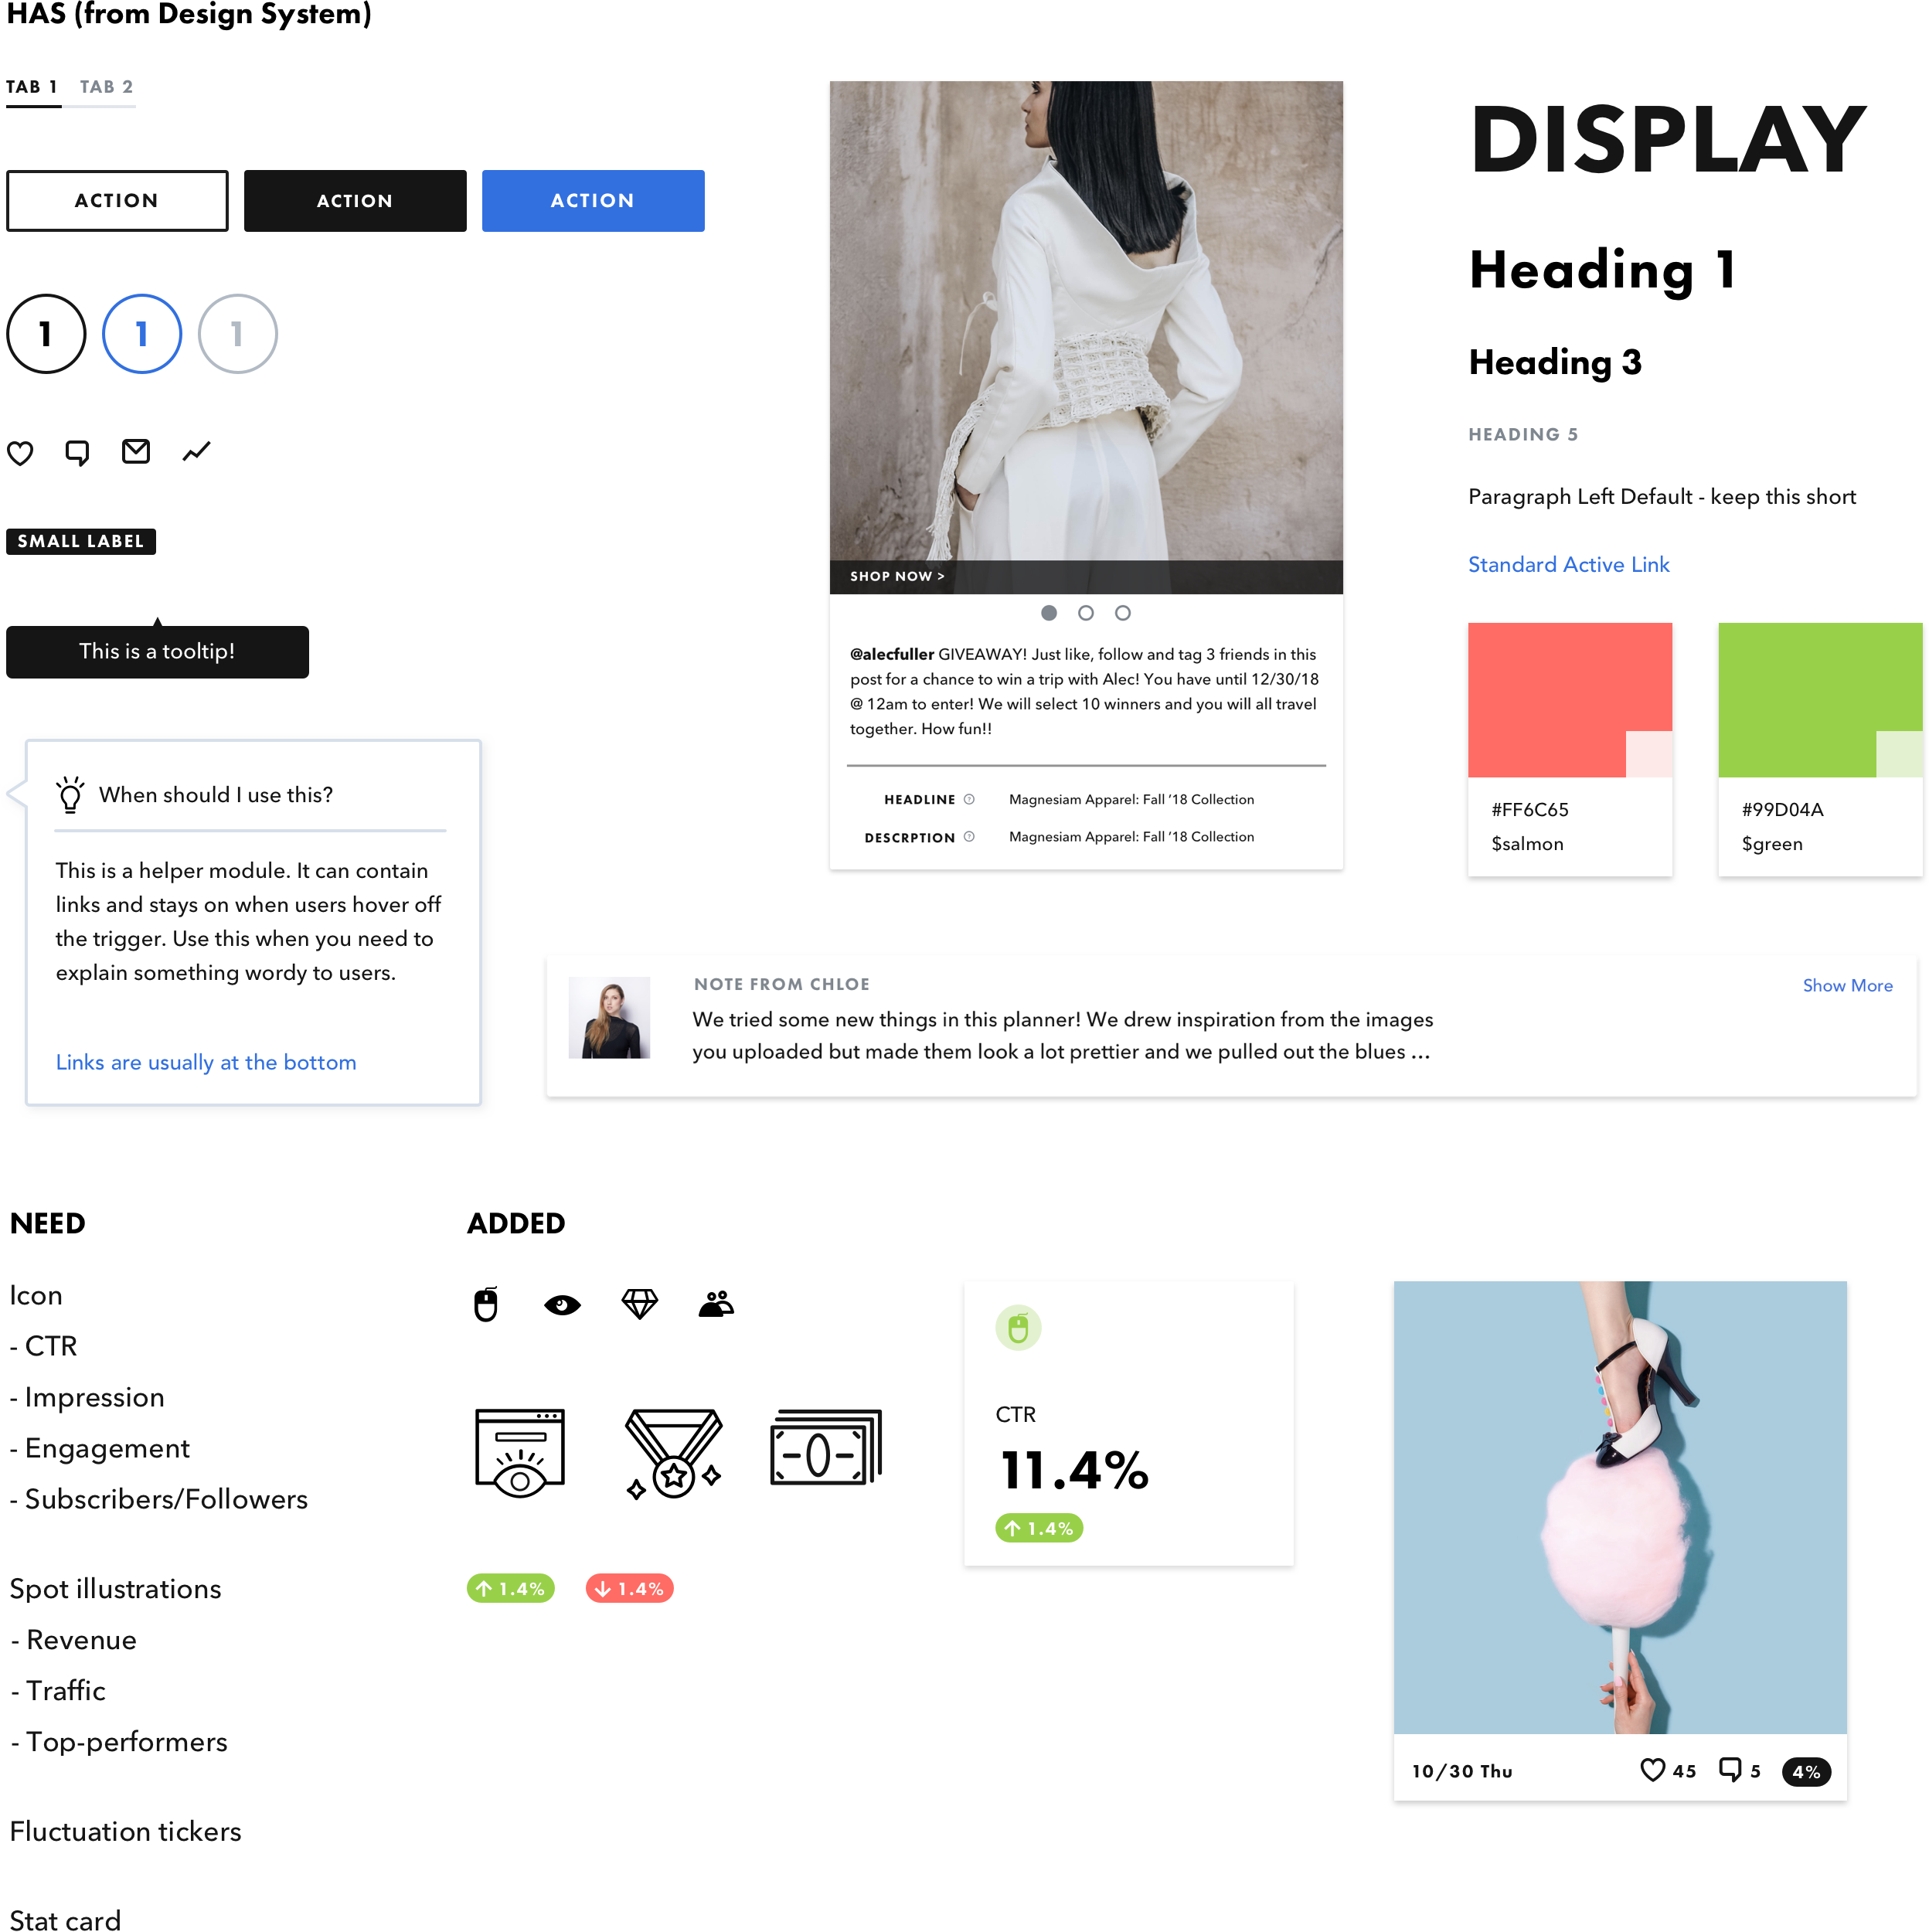 HAS (from Design System)
TAB 1 TAB 2
ACTION ACTION ACTION
1 1 1
SMALL LABEL
This is a tooltip!
When should I use this?
This is a helper module. It can contain
links and stays on when users hover off
the trigger. Use this when you need to
explain something wordy to users.
Links are usually at the bottom
SHOP NOW >
@alecfuller GIVEAWAY! Just like, follow and tag 3 friends in this
post for a chance to win a trip with Alec! You have until 12/30/18
@ 12am to enter! We will select 10 winners and you will all travel
together. How fun!!
HEADLINE ? Magnesiam Apparel: Fall '18 Collection
DESCRPTION ? Magnesiam Apparel: Fall '18 Collection
DISPLAY
Heading 1
Heading 3
HEADING 5
Paragraph Left Default - keep this short
Standard Active Link
#FF6C65
$salmon
#99D04A
$green
NOTE FROM CHLOE
Show More
We tried some new things in this planner! We drew inspiration from the images
you uploaded but made them look a lot prettier and we pulled out the blues ...
NEED
Icon
- CTR
- Impression
- Engagement
- Subscribers/Followers
Spot illustrations
- Revenue
- Traffic
- Top-performers
Fluctuation tickers
Stat card
ADDED
↑ 1.4% ↓ 1.4%
CTR
11.4%
↑ 1.4%
10/30 Thu 45 5 4%